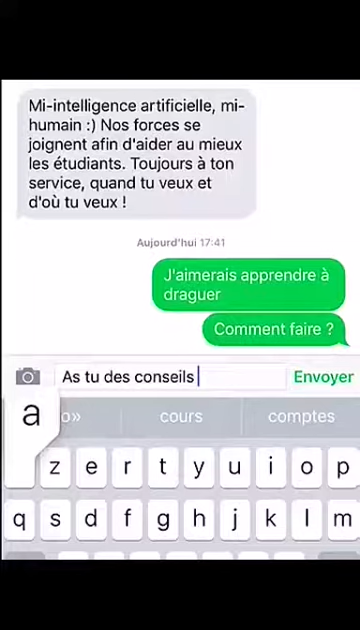 Mi-intelligence artificielle, mi-
humain :) Nos forces se
joignent afin d'aider au mieux
les étudiants. Toujours à ton
service, quand tu veux et
d'où tu veux !
Aujourd'hui 17:41
J'aimerais apprendre à
draguer
Comment faire ?
As tu des conseils Envoyer
a o» cours comptes
z e r t y u i o p
q s d f g h j k l m